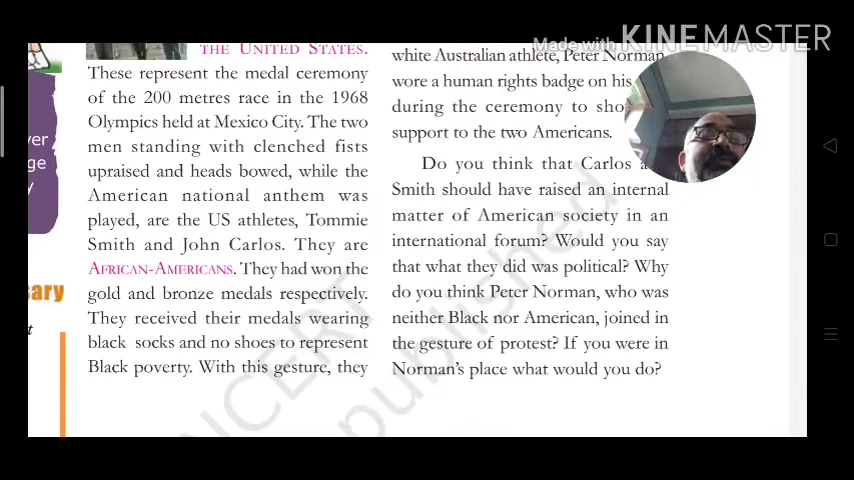 Made with KINEMASTER
THE UNITED STATES.
These represent the medal ceremony
of the 200 metres race in the 1968
Olympics held at Mexico City. The two
men standing with clenched fists
upraised and heads bowed, while the
American national anthem was
played, are the US athletes, Tommie
Smith and John Carlos. They are
AFRICAN-AMERICANS. They had won the
gold and bronze medals respectively.
They received their medals wearing
black socks and no shoes to represent
Black poverty. With this gesture, they
white Australian athlete, Peter Norman,
wore a human rights badge on his
during the ceremony to sho
support to the two Americans.
Do you think that Carlos a
Smith should have raised an internal
matter of American society in an
international forum? Would you say
that what they did was political? Why
do you think Peter Norman, who was
neither Black nor American, joined in
the gesture of protest? If you were in
Norman's place what would you do?
ver
ge
y
sary
t
NCERT
published